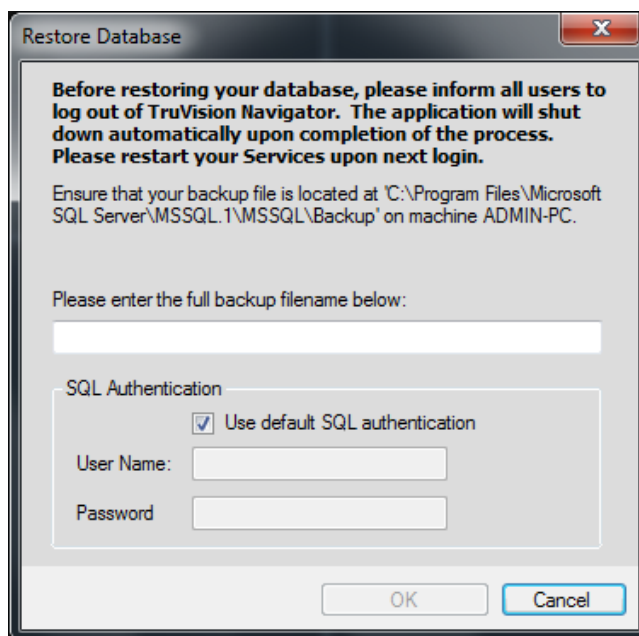 Restore Database
Before restoring your database, please inform all users to
log out of TruVision Navigator. The application will shut
down automatically upon completion of the process.
Please restart your Services upon next login.
Ensure that your backup file is located at 'C:\Program Files\Microsoft
SQL Server\MSSQL.1\MSSQL\Backup' on machine ADMIN-PC.
Please enter the full backup filename below:
SQL Authentication
Use default SQL authentication
User Name:
Password
OK
Cancel